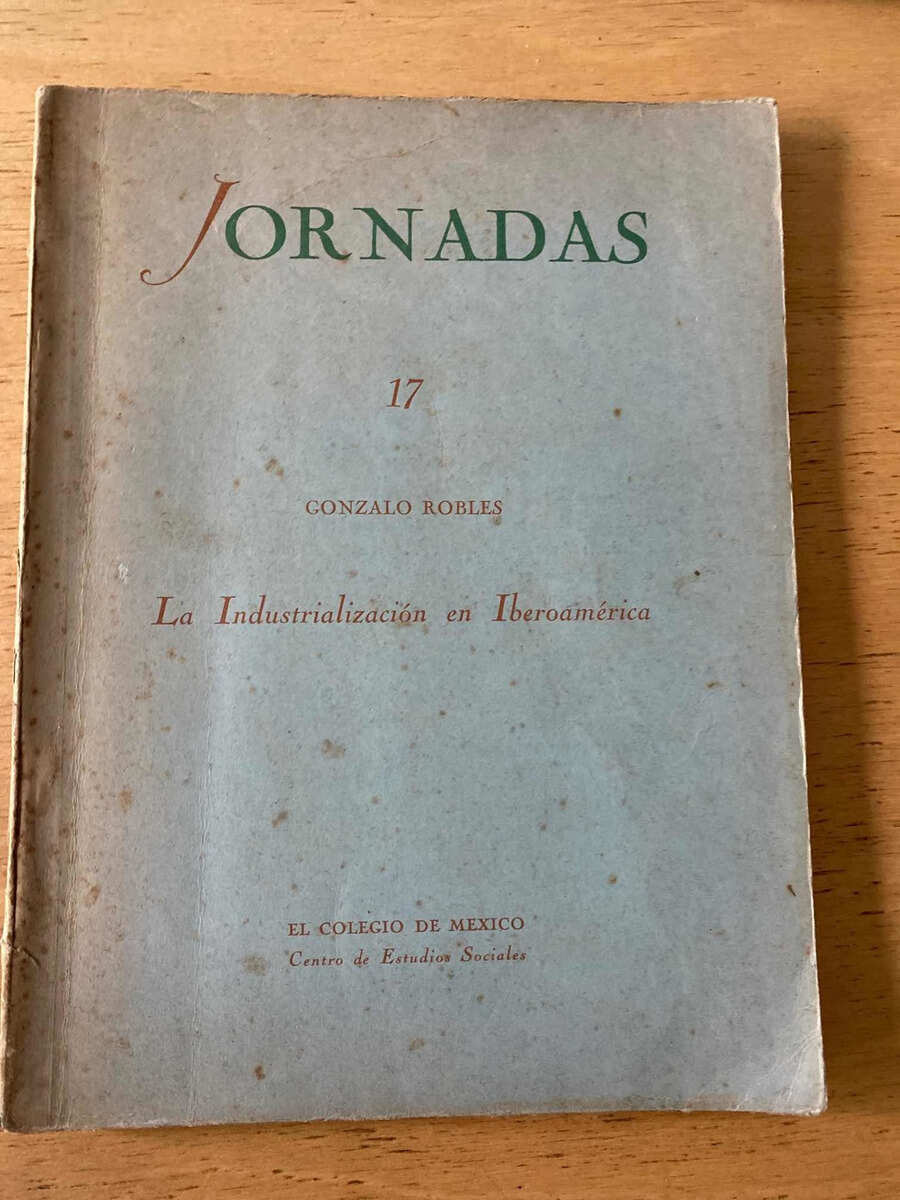 JORNADAS
17
GONZALO ROBLES
La Industrialización en Iberoamérica
EL COLEGIO DE MEXICO
Centro de Estudios Sociales